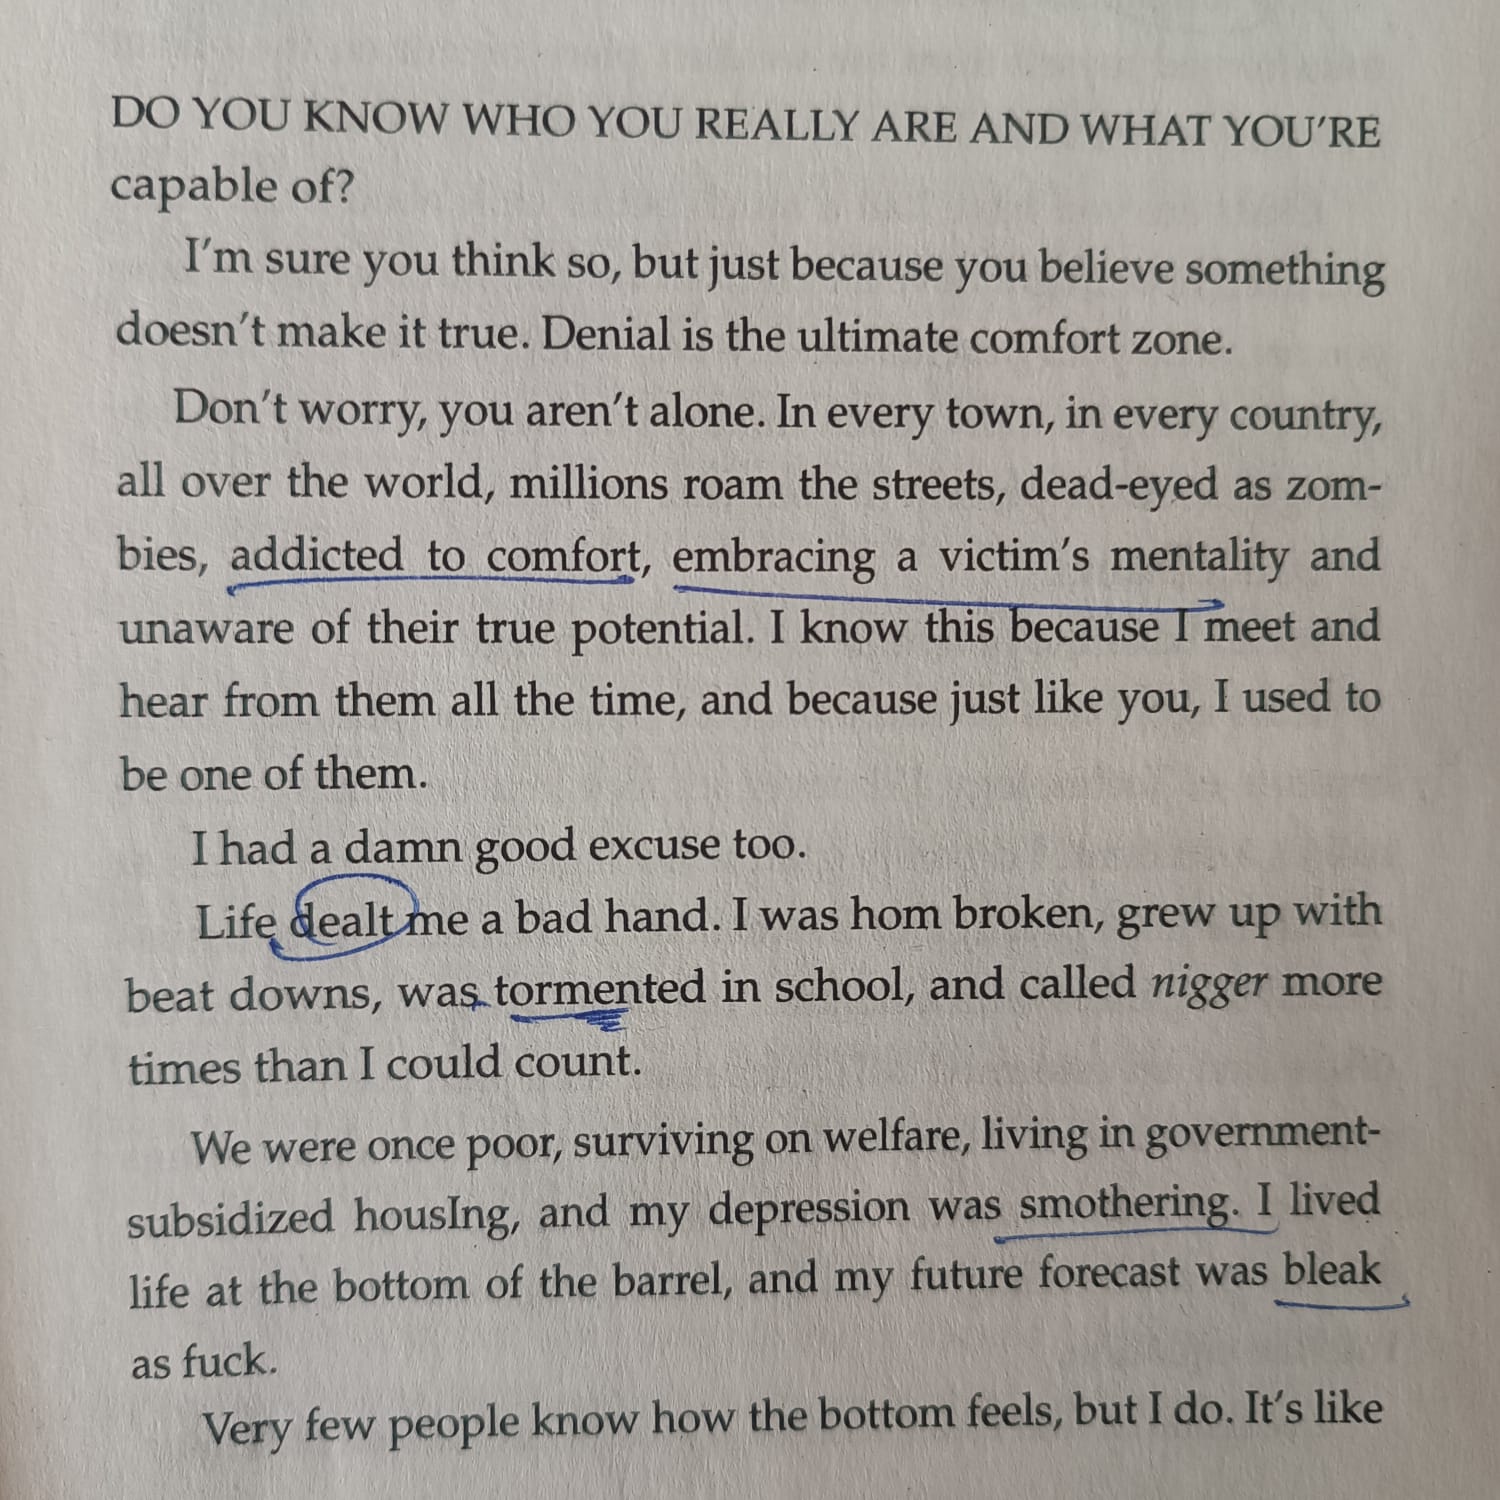 DO YOU KNOW WHO YOU REALLY ARE AND WHAT YOU'RE
capable of?
I'm sure you think so, but just because you believe something
doesn't make it true. Denial is the ultimate comfort zone.
Don't worry, you aren't alone. In every town, in every country,
all over the world, millions roam the streets, dead-eyed as zom-
bies, addicted to comfort, embracing a victim's mentality and
unaware of their true potential. I know this because I meet and
hear from them all the time, and because just like you, I used to
be one of them.
I had a damn good excuse too.
Life dealt me a bad hand. I was hom broken, grew up with
beat downs, was tormented in school, and called nigger more
times than I could count.
We were once poor, surviving on welfare, living in government-
subsidized housIng, and my depression was smothering. I lived
life at the bottom of the barrel, and my future forecast was bleak
as fuck.
Very few people know how the bottom feels, but I do. It's like